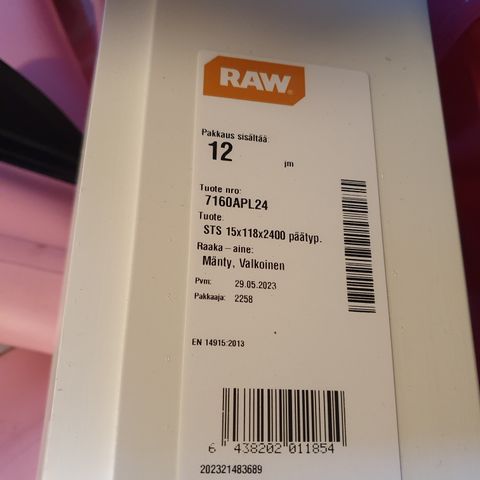 RAW®
Pakkaus sisältää:
12 jm
Tuote nro:
7160APL24
Tuote:
STS 15x118x2400 päätyp.
Raaka-aine:
Mänty, Valkoinen
Pvm: 29.05.2023
Pakkaaja: 2258
EN 14915:2013
6 438202 011854
202321483689